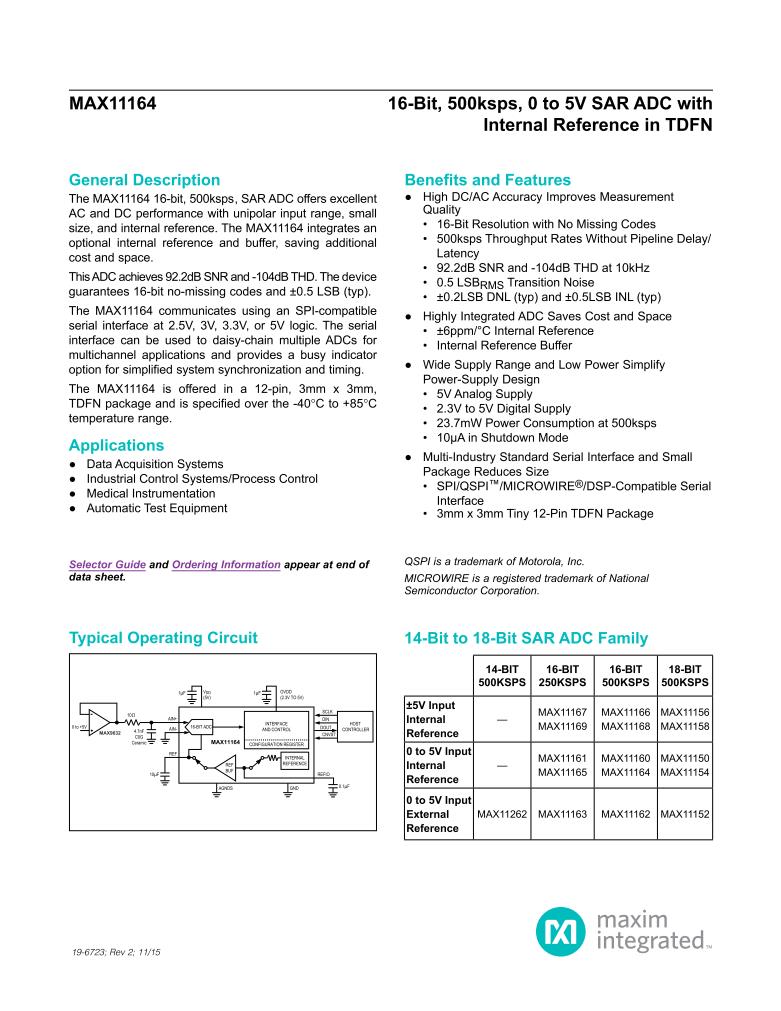 MAX11164
16-Bit, 500ksps, 0 to 5V SAR ADC with
Internal Reference in TDFN
General Description
The MAX11164 16-bit, 500ksps, SAR ADC offers excellent
AC and DC performance with unipolar input range, small
size, and internal reference. The MAX11164 integrates an
optional internal reference and buffer, saving additional
cost and space.
This ADC achieves 92.2dB SNR and -104dB THD. The device
guarantees 16-bit no-missing codes and ±0.5 LSB (typ).
The MAX11164 communicates using an SPI-compatible
serial interface at 2.5V, 3V, 3.3V, or 5V logic. The serial
interface can be used to daisy-chain multiple ADCs for
multichannel applications and provides a busy indicator
option for simplified system synchronization and timing.
The MAX11164 is offered in a 12-pin, 3mm x 3mm,
TDFN package and is specified over the -40°C to +85°C
temperature range.
Applications
● Data Acquisition Systems
● Industrial Control Systems/Process Control
● Medical Instrumentation
● Automatic Test Equipment
Selector Guide and Ordering Information appear at end of
data sheet.
Benefits and Features
● High DC/AC Accuracy Improves Measurement
Quality
• 16-Bit Resolution with No Missing Codes
• 500ksps Throughput Rates Without Pipeline Delay/
Latency
• 92.2dB SNR and -104dB THD at 10kHz
• 0.5 LSBRMS Transition Noise
• ±0.2LSB DNL (typ) and ±0.5LSB INL (typ)
● Highly Integrated ADC Saves Cost and Space
• ±6ppm/°C Internal Reference
• Internal Reference Buffer
● Wide Supply Range and Low Power Simplify
Power-Supply Design
• 5V Analog Supply
• 2.3V to 5V Digital Supply
• 23.7mW Power Consumption at 500ksps
• 10µA in Shutdown Mode
● Multi-Industry Standard Serial Interface and Small
Package Reduces Size
• SPI/QSPI™/MICROWIRE®/DSP-Compatible Serial
Interface
• 3mm x 3mm Tiny 12-Pin TDFN Package
QSPI is a trademark of Motorola, Inc.
MICROWIRE is a registered trademark of National
Semiconductor Corporation.
Typical Operating Circuit
1µF VDD
(5V)
1µF OVDD
(2.3V TO 5V)
0 to +5V
MAX9632
10Ω
4.7nF
C0G
Ceramic
AIN+
AIN-
16-BIT ADC
MAX11164
INTERFACE
AND CONTROL
CONFIGURATION REGISTER
SCLK
DIN
DOUT
CNVST
HOST
CONTROLLER
REF
10µF
REF
BUF
INTERNAL
REFERENCE
REFIO
0.1µF
AGNDS
GND
14-Bit to 18-Bit SAR ADC Family
14-BIT 16-BIT 16-BIT 18-BIT
500KSPS 250KSPS 500KSPS 500KSPS
±5V Input
Internal
Reference
— MAX11167 MAX11166 MAX11156
MAX11169 MAX11168 MAX11158
0 to 5V Input
Internal
Reference
— MAX11161 MAX11160 MAX11150
MAX11165 MAX11164 MAX11154
0 to 5V Input
External
Reference
MAX11262 MAX11163 MAX11162 MAX11152
19-6723; Rev 2; 11/15
maxim
integrated™